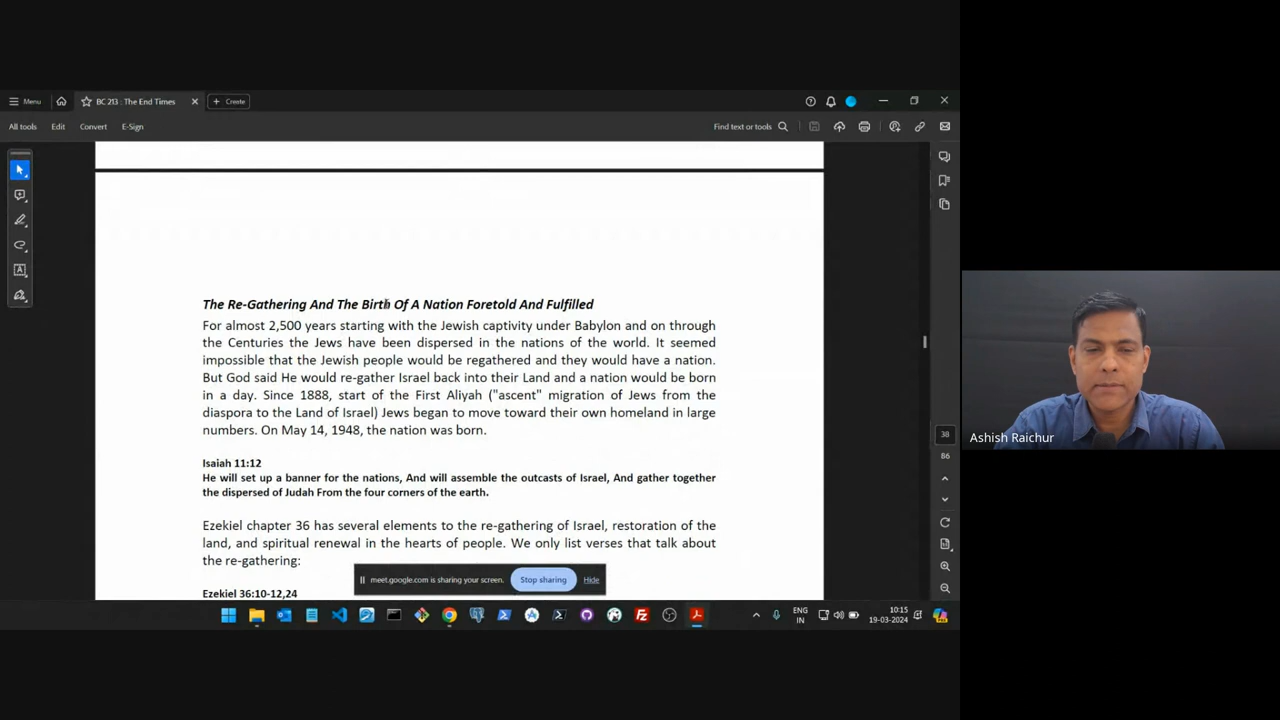 Menu
BC 213 : The End Times
Create
All tools
Edit
Convert
E-Sign
Find text or tools
The Re-Gathering And The Birth Of A Nation Foretold And Fulfilled
For almost 2,500 years starting with the Jewish captivity under Babylon and on through
the Centuries the Jews have been dispersed in the nations of the world. It seemed
impossible that the Jewish people would be regathered and they would have a nation.
But God said He would re-gather Israel back into their Land and a nation would be born
in a day. Since 1888, start of the First Aliyah ("ascent" migration of Jews from the
diaspora to the Land of Israel) Jews began to move toward their own homeland in large
numbers. On May 14, 1948, the nation was born.
Isaiah 11:12
He will set up a banner for the nations, And will assemble the outcasts of Israel, And gather together
the dispersed of Judah From the four corners of the earth.
Ezekiel chapter 36 has several elements to the re-gathering of Israel, restoration of the
land, and spiritual renewal in the hearts of people. We only list verses that talk about
the re-gathering:
Ezekiel 36:10-12,24
meet.google.com is sharing your screen.
Stop sharing
Hide
38
86
Ashish Raichur
ENG
IN
10:15
19-03-2024